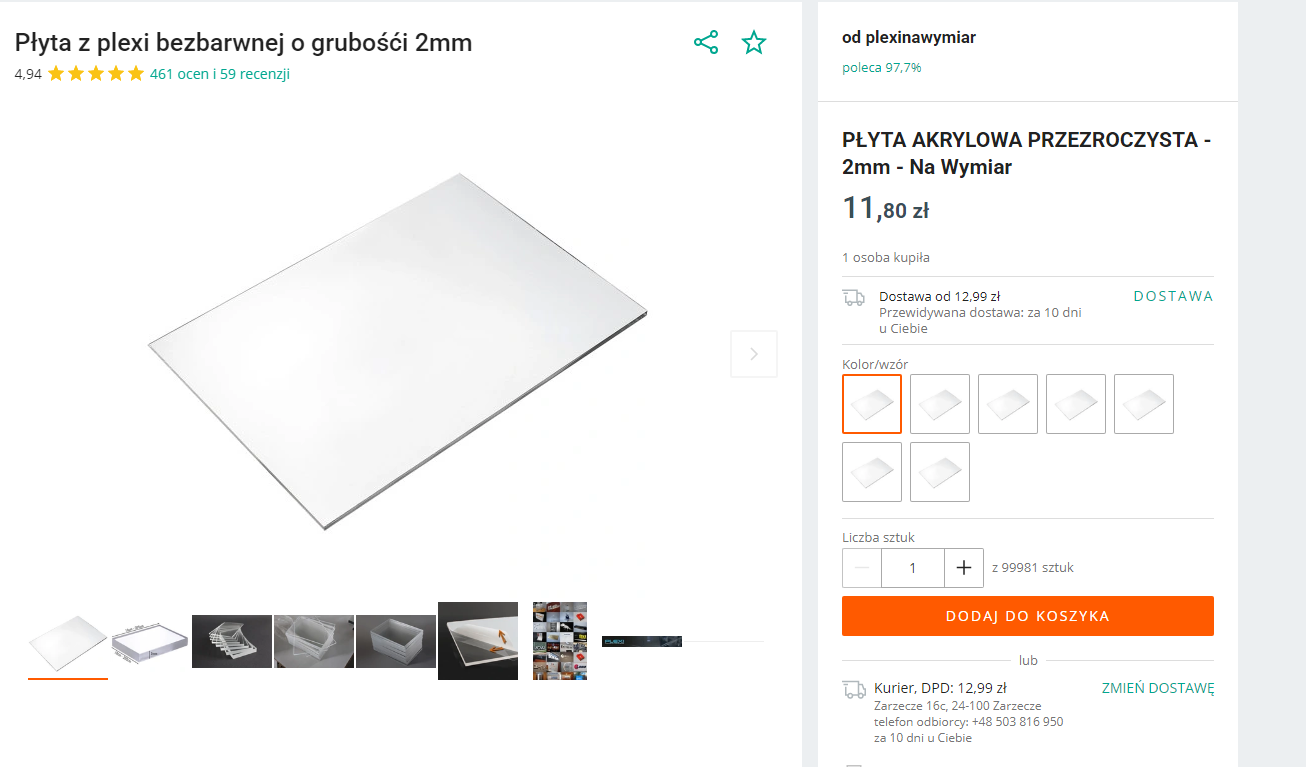 Płyta z plexi bezbarwnej o grubośći 2mm
4,94 461 ocen i 59 recenzji
od plexinawymiar
poleca 97,7%
PŁYTA AKRYLOWA PRZEZROCZYSTA -
2mm - Na Wymiar
11,80 zł
1 osoba kupiła
Dostawa od 12,99 zł
DOSTAWA
Przewidywana dostawa: za 10 dni
u Ciebie
Kolor/wzór
Liczba sztuk
1
z 99981 sztuk
DODAJ DO KOSZYKA
lub
Kurier, DPD: 12,99 zł
ZMIEŃ DOSTAWĘ
Zarzecze 16c, 24-100 Zarzecze
telefon odbiorcy: +48 503 816 950
za 10 dni u Ciebie